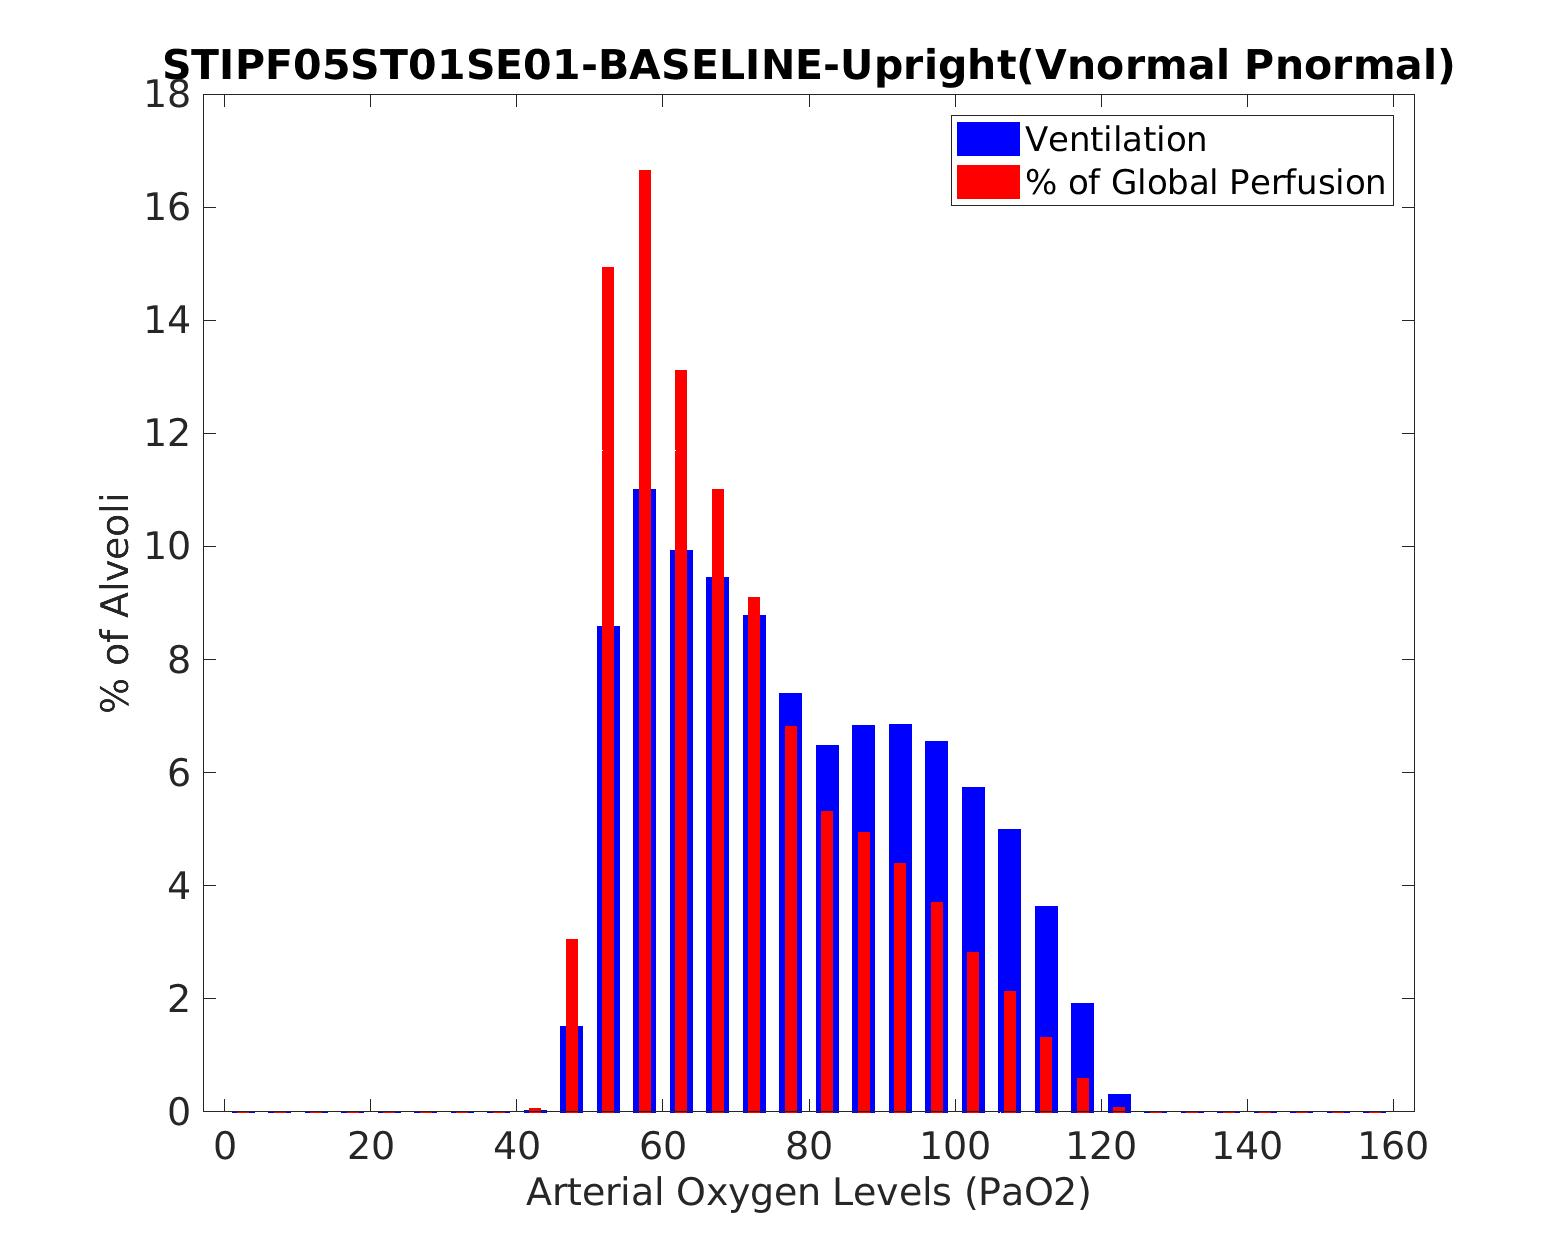 STIPF05ST01SE01-BASELINE-Upright(Vnormal Pnormal)
18
16
14
12
10
8
6
4
2
0
% of Alveoli
Ventilation
% of Global Perfusion
0 20 40 60 80 100 120 140 160
Arterial Oxygen Levels (PaO2)